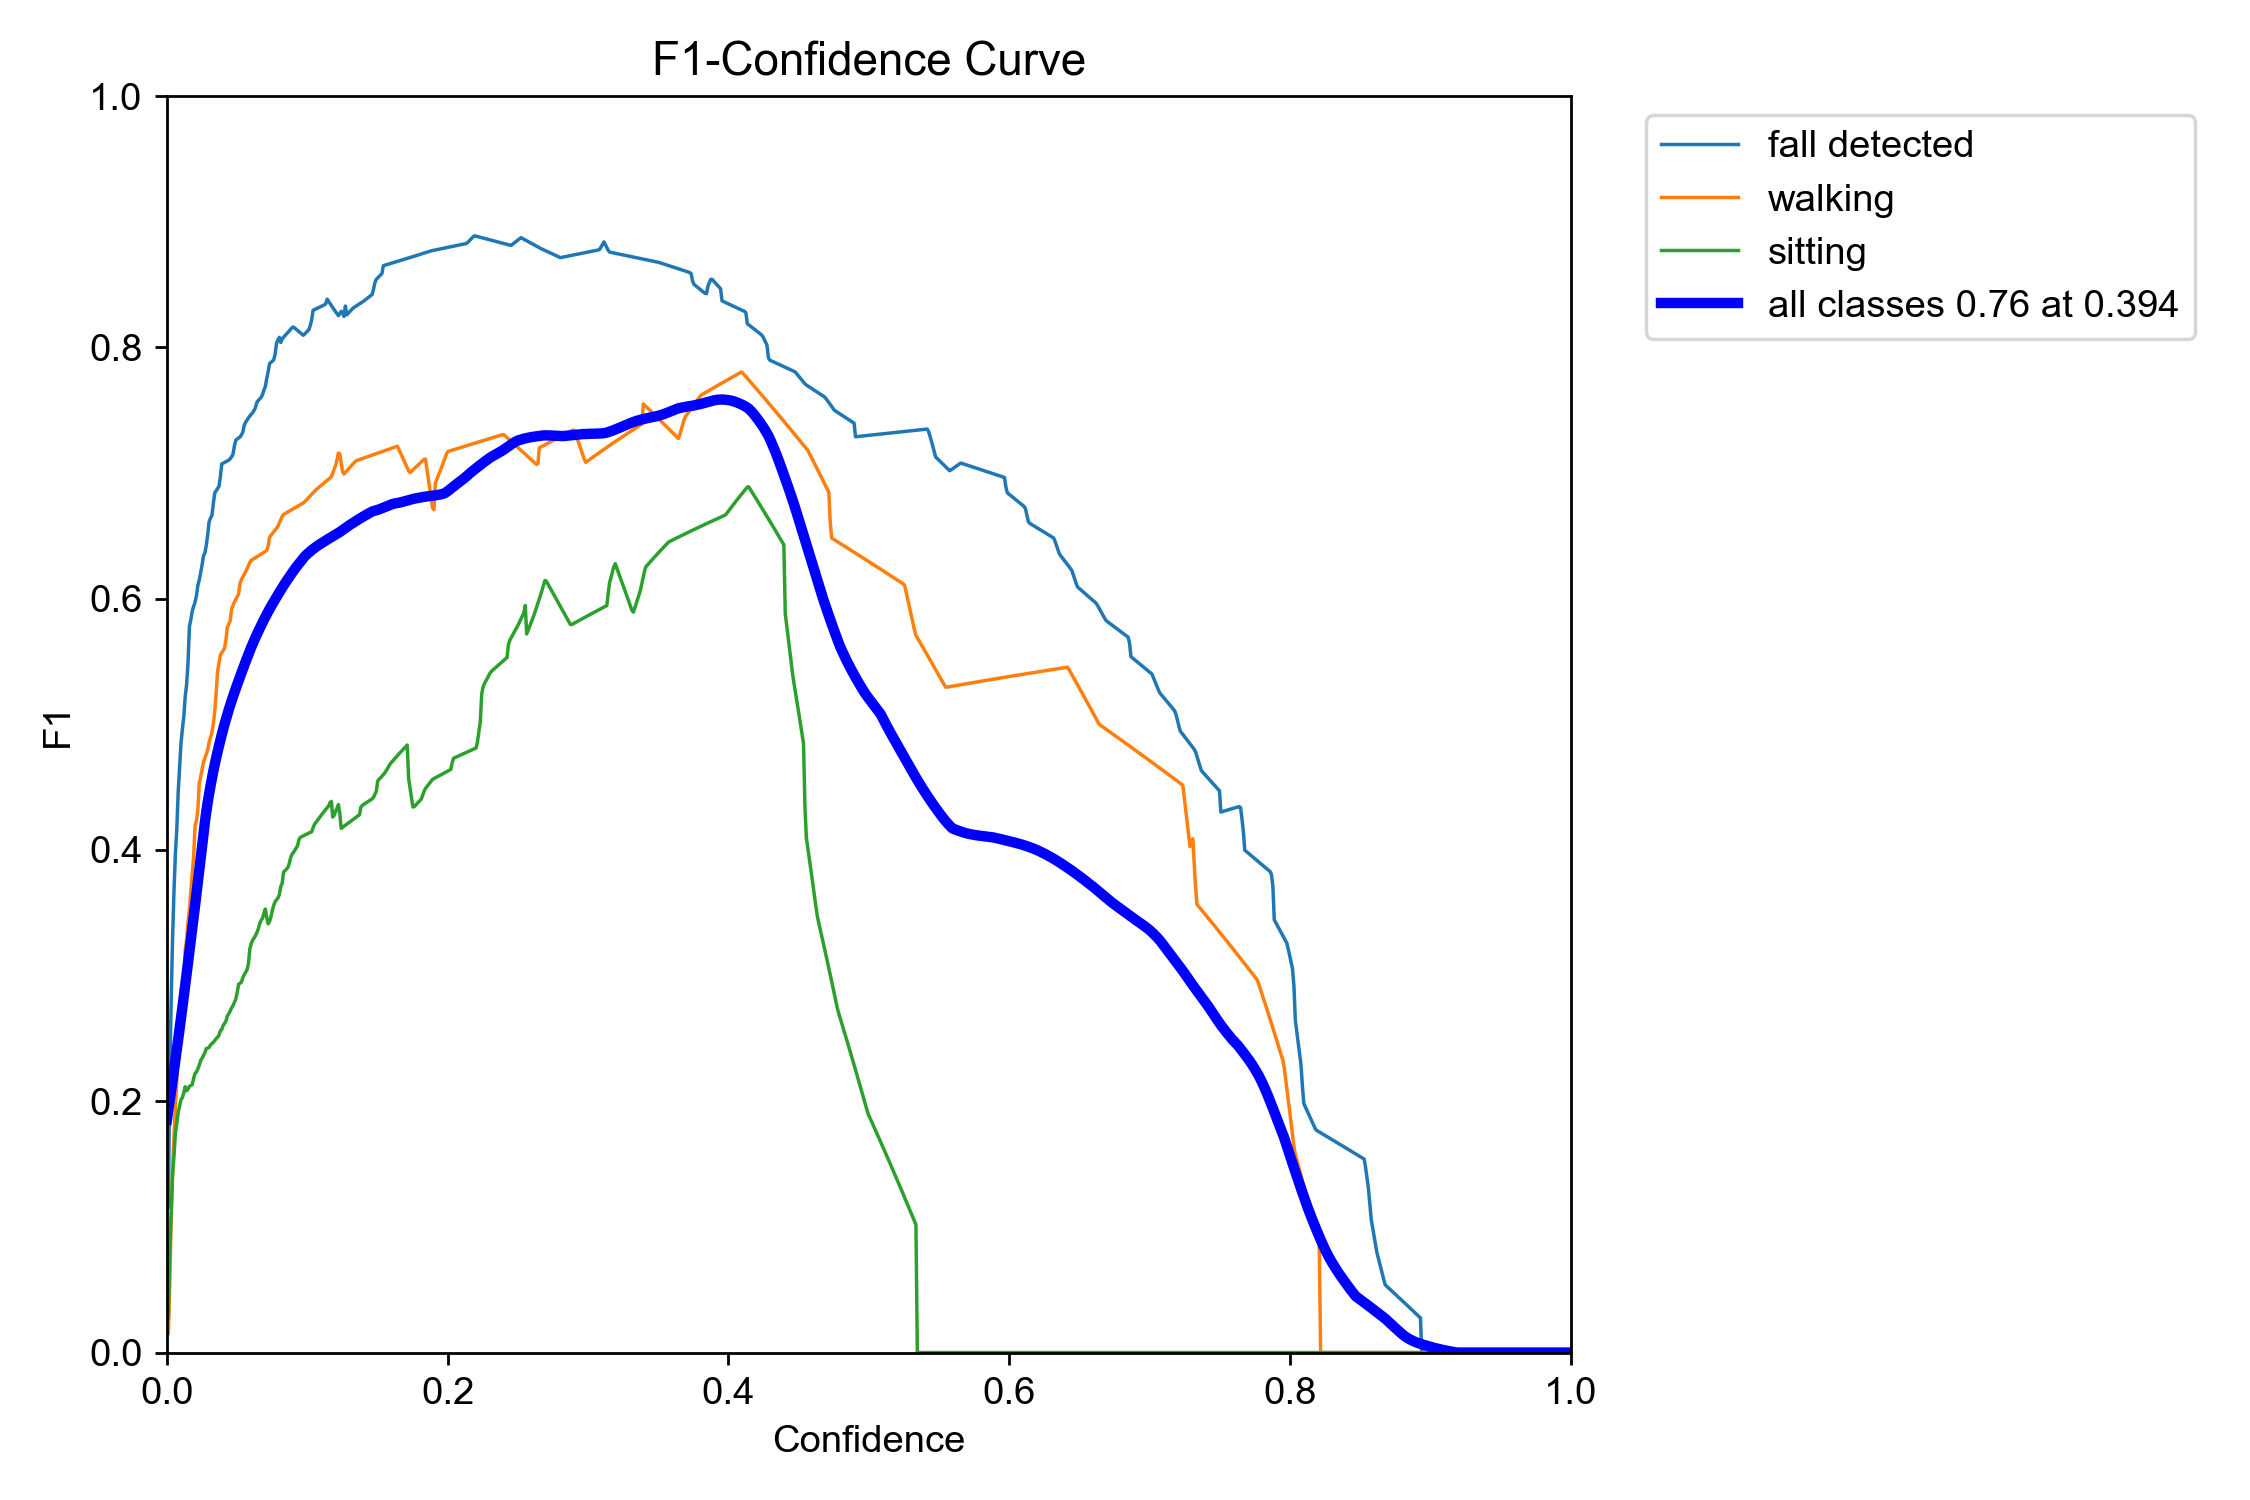 F1-Confidence Curve
fall detected
walking
sitting
all classes 0.76 at 0.394
F1
1.0
0.8
0.6
0.4
0.2
0.0
0.0 0.2 0.4 0.6 0.8 1.0
Confidence